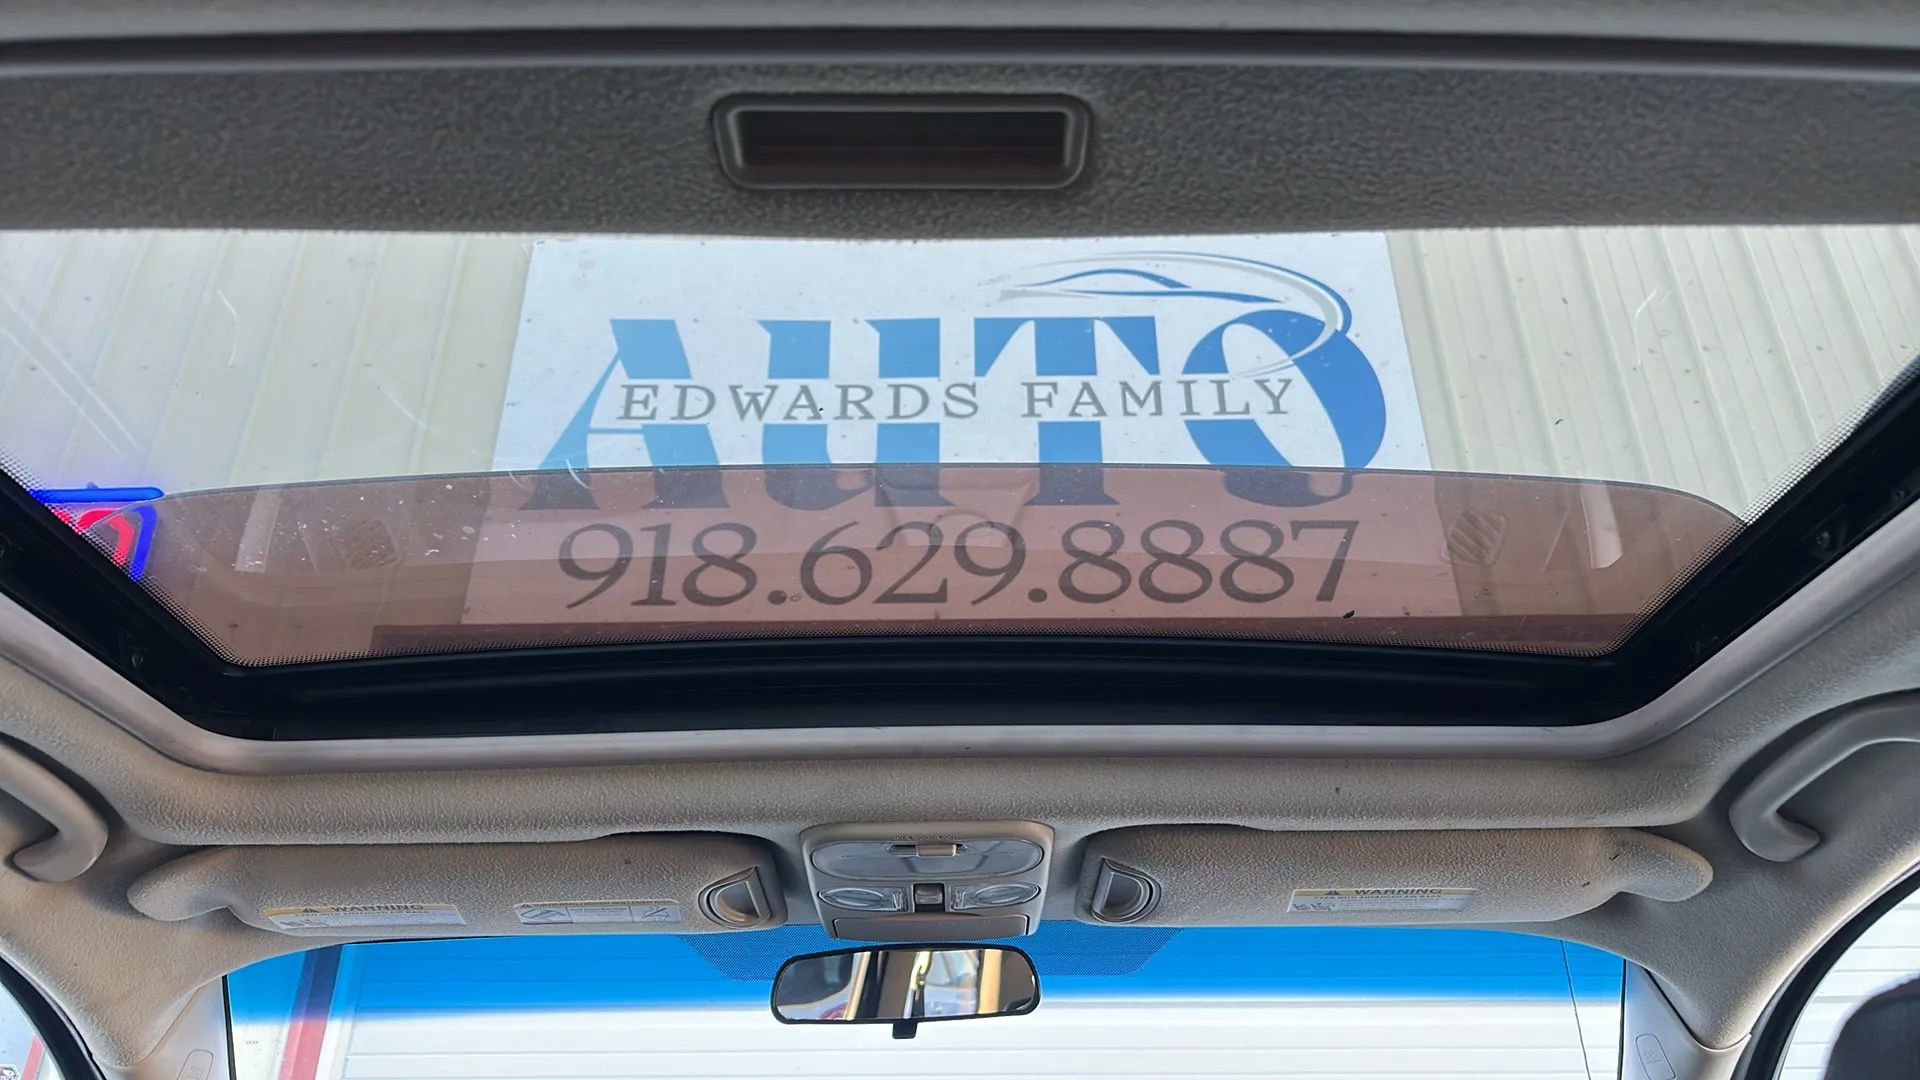 AUTO
EDWARDS FAMILY
918.629.8887
WARNING
WARNING